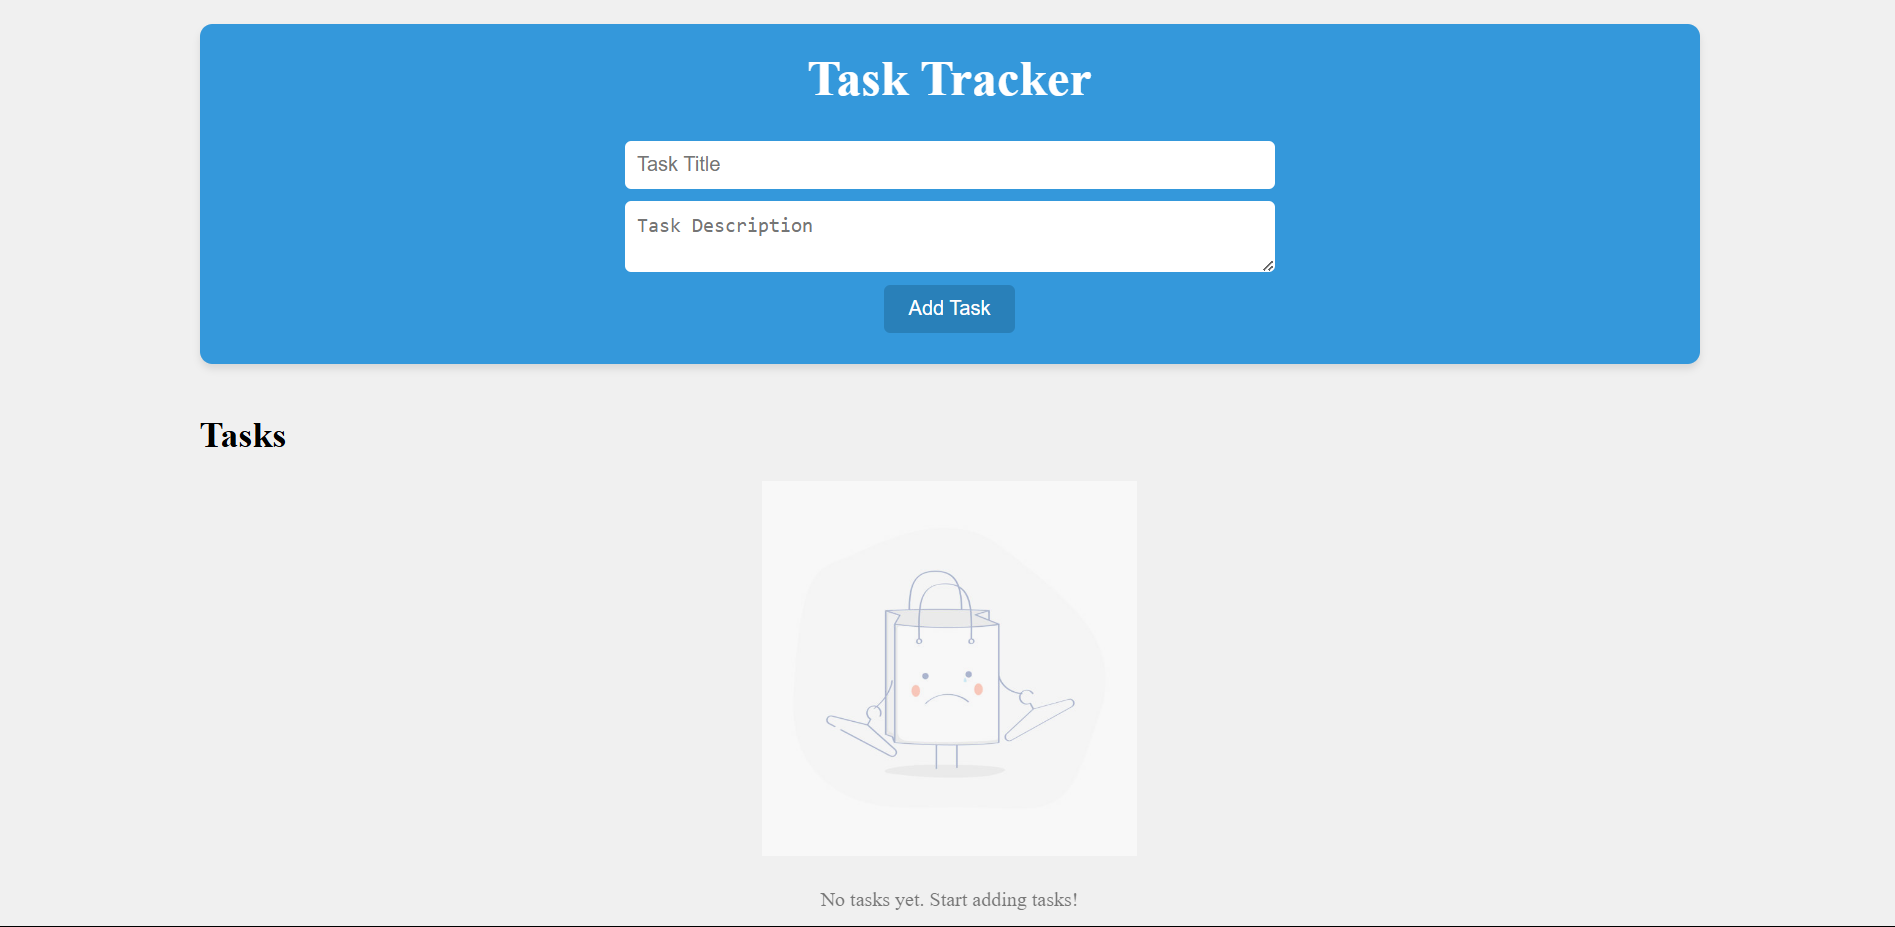 Task Tracker
Task Title
Task Description
Add Task
Tasks
No tasks yet. Start adding tasks!